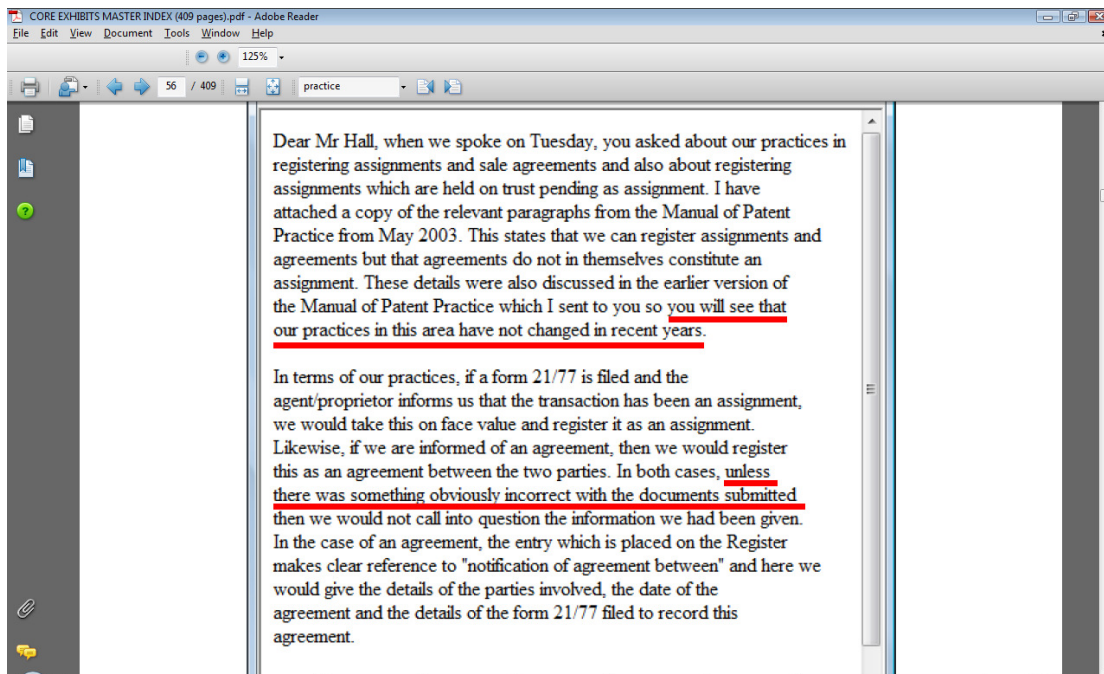 CORE EXHIBITS MASTER INDEX (409 pages).pdf - Adobe Reader
File Edit View Document Tools Window Help
125%
56 / 409 practice
Dear Mr Hall, when we spoke on Tuesday, you asked about our practices in
registering assignments and sale agreements and also about registering
assignments which are held on trust pending as assignment. I have
attached a copy of the relevant paragraphs from the Manual of Patent
Practice from May 2003. This states that we can register assignments and
agreements but that agreements do not in themselves constitute an
assignment. These details were also discussed in the earlier version of
the Manual of Patent Practice which I sent to you so you will see that
our practices in this area have not changed in recent years.
In terms of our practices, if a form 21/77 is filed and the
agent/proprietor informs us that the transaction has been an assignment,
we would take this on face value and register it as an assignment.
Likewise, if we are informed of an agreement, then we would register
this as an agreement between the two parties. In both cases, unless
there was something obviously incorrect with the documents submitted
then we would not call into question the information we had been given.
In the case of an agreement, the entry which is placed on the Register
makes clear reference to "notification of agreement between" and here we
would give the details of the parties involved, the date of the
agreement and the details of the form 21/77 filed to record this
agreement.